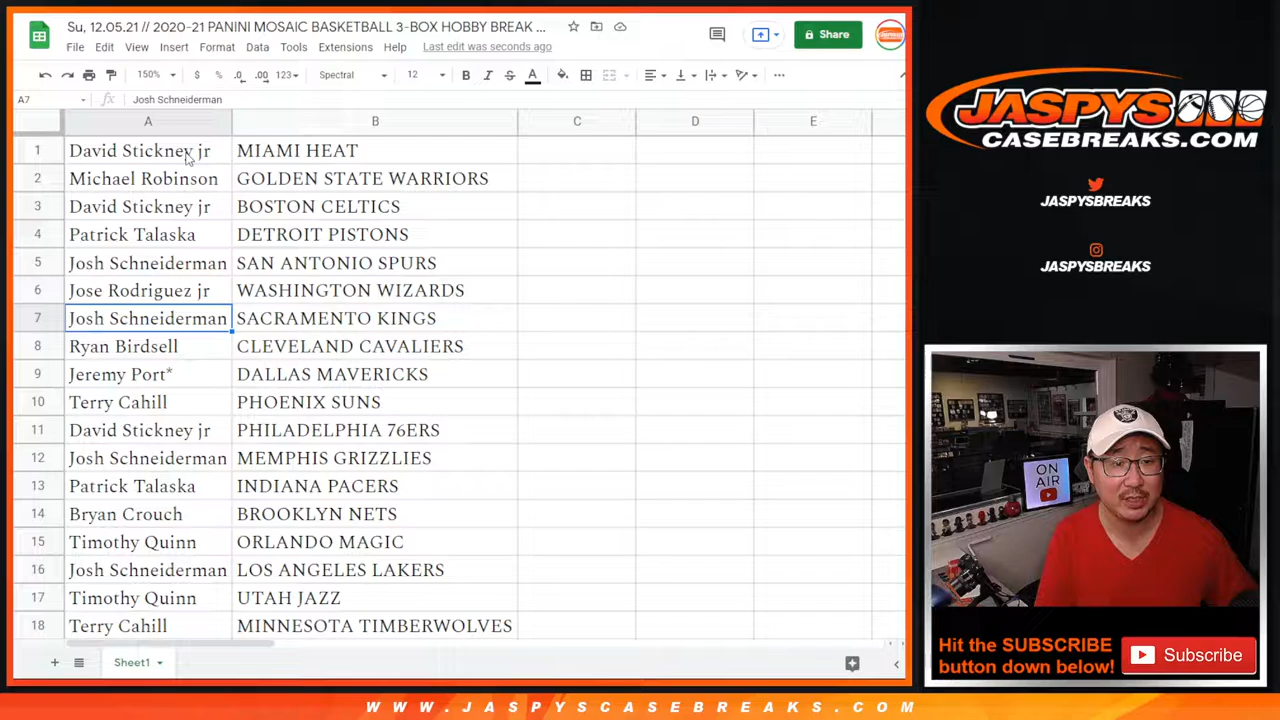 Su, 12.05.21 // 2020-21 PANINI MOSAIC BASKETBALL 3-BOX HOBBY BREAK ...
File Edit View Insert Format Data Tools Extensions Help Last edit was seconds ago
Share
150% $ % .0 .00 123 Spectral 12 B I S A
A7 fx Josh Schneiderman
A B C D E
1 David Stickney jr MIAMI HEAT
2 Michael Robinson GOLDEN STATE WARRIORS
3 David Stickney jr BOSTON CELTICS
4 Patrick Talaska DETROIT PISTONS
5 Josh Schneiderman SAN ANTONIO SPURS
6 Jose Rodriguez jr WASHINGTON WIZARDS
7 Josh Schneiderman SACRAMENTO KINGS
8 Ryan Birdsell CLEVELAND CAVALIERS
9 Jeremy Port* DALLAS MAVERICKS
10 Terry Cahill PHOENIX SUNS
11 David Stickney jr PHILADELPHIA 76ERS
12 Josh Schneiderman MEMPHIS GRIZZLIES
13 Patrick Talaska INDIANA PACERS
14 Bryan Crouch BROOKLYN NETS
15 Timothy Quinn ORLANDO MAGIC
16 Josh Schneiderman LOS ANGELES LAKERS
17 Timothy Quinn UTAH JAZZ
18 Terry Cahill MINNESOTA TIMBERWOLVES
Sheet1
JASPYS
CASEBREAKS.COM
JASPYSBREAKS
JASPYSBREAKS
ON
AIR
Hit the SUBSCRIBE
button down below!
Subscribe
WWW.JASPYSCASEBREAKS.COM